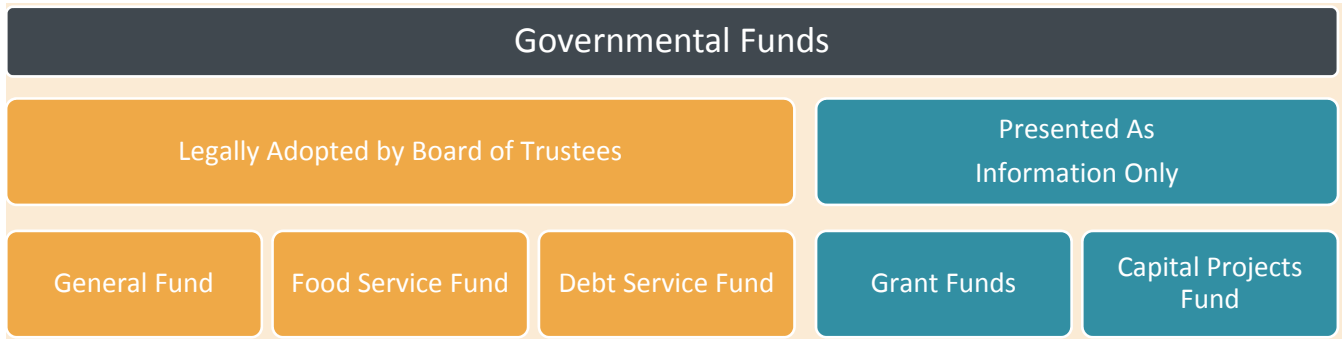 Governmental Funds
Legally Adopted by Board of Trustees
Presented As
Information Only
General Fund
Food Service Fund
Debt Service Fund
Grant Funds
Capital Projects
Fund